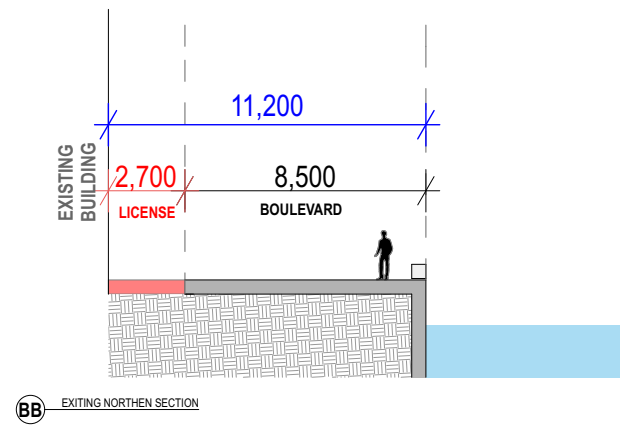 11,200
EXISTING
BUILDING
2,700
8,500
LICENSE
BOULEVARD
BB
EXITING NORTHEN SECTION